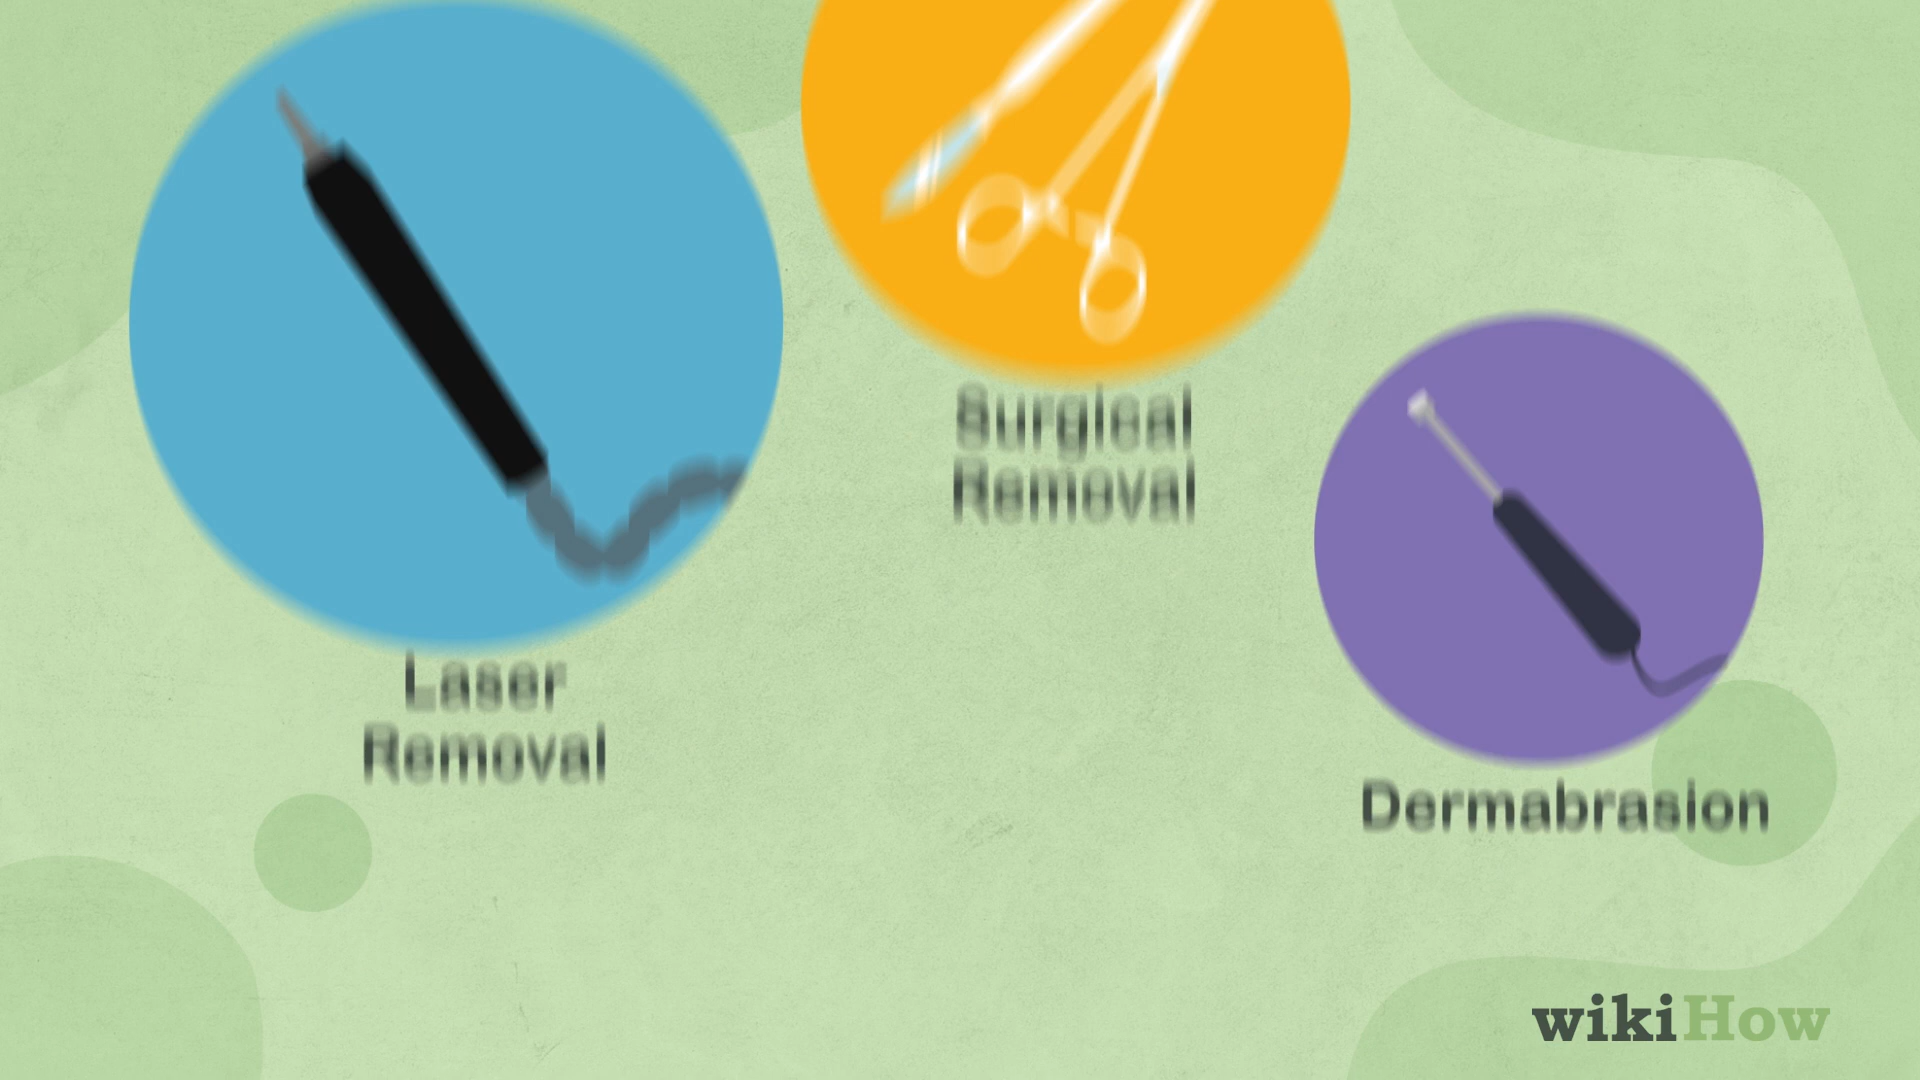 Laser
Removal
Surgical
Removal
Dermabrasion
wikiHow